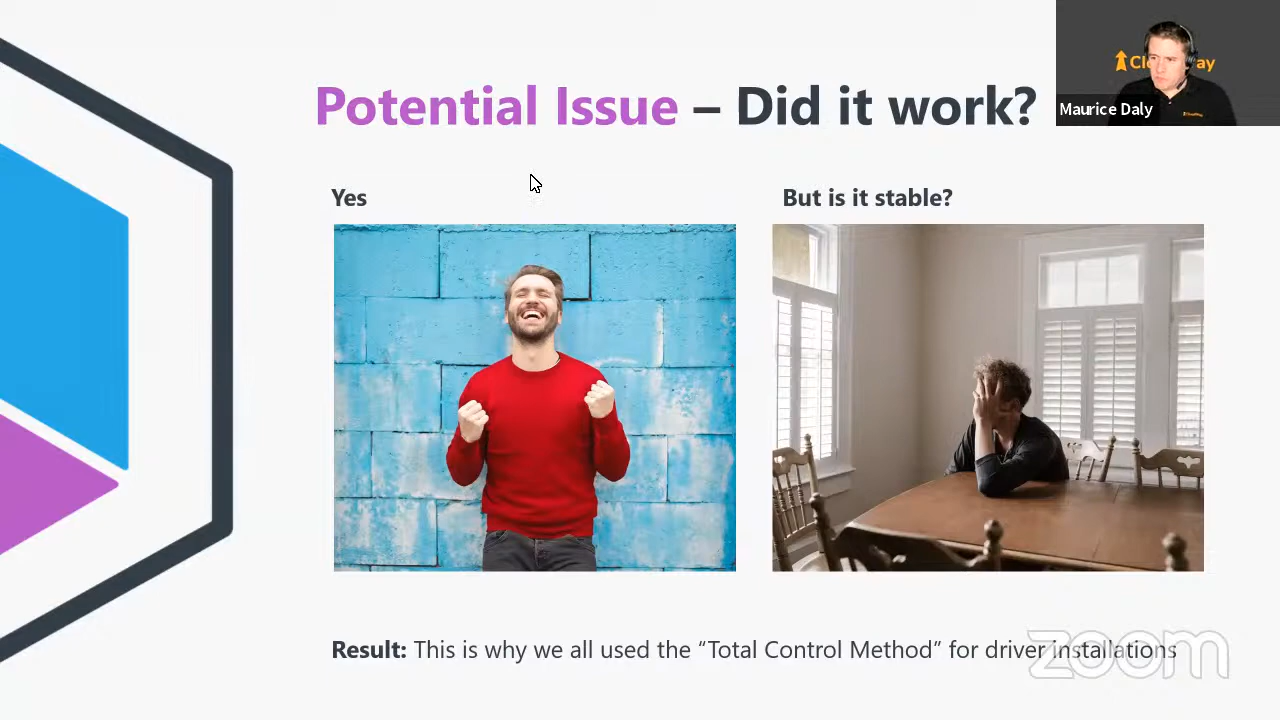 Potential Issue – Did it work?
Maurice Daly
Yes
But is it stable?
Result: This is why we all used the “Total Control Method” for driver installations
zoom